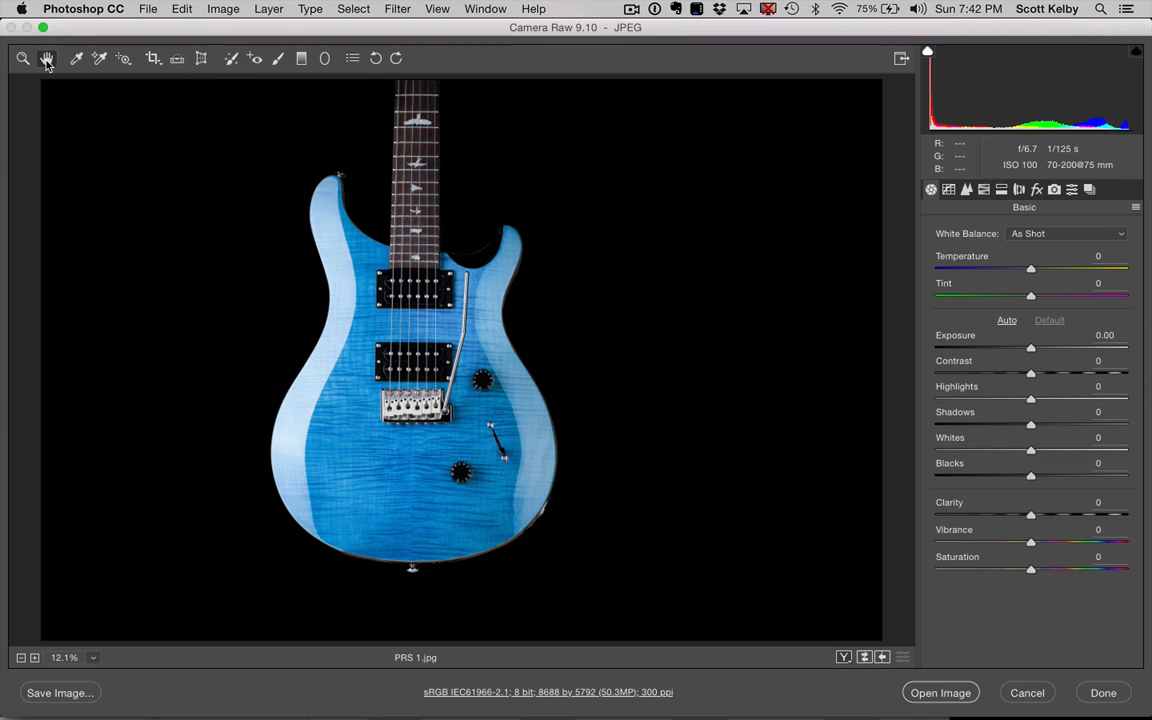 Photoshop CC File Edit Image Layer Type Select Filter View Window Help 75% Sun 7:42 PM Scott Kelby
Camera Raw 9.10 - JPEG
R: ---
G: ---
B: ---
f/6.7 1/125 s
ISO 100 70-200@75 mm
fx
Basic
White Balance: As Shot
Temperature 0
Tint 0
Auto Default
Exposure 0.00
Contrast 0
Highlights 0
Shadows 0
Whites 0
Blacks 0
Clarity 0
Vibrance 0
Saturation 0
12.1% PRS 1.jpg Y
Save Image... sRGB IEC61966-2.1; 8 bit; 8688 by 5792 (50.3MP); 300 ppi Open Image Cancel Done